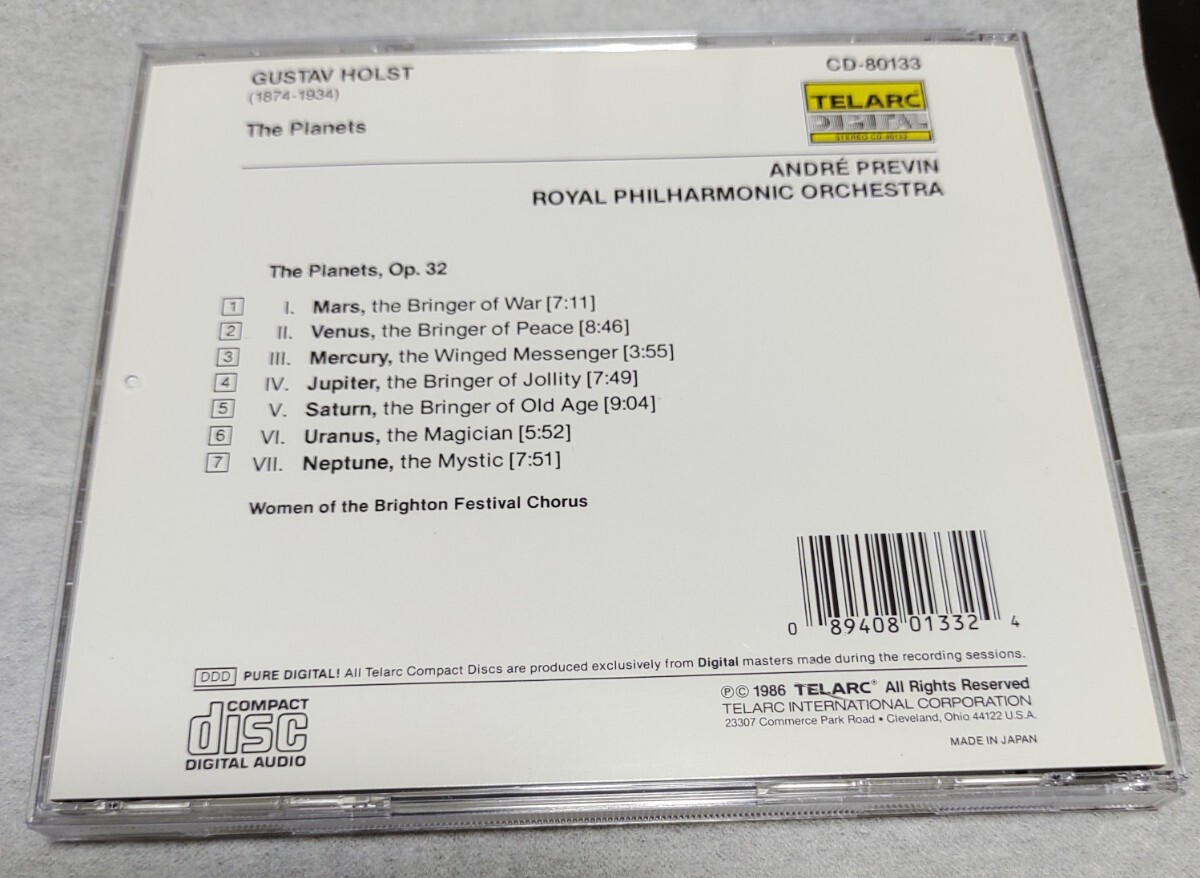 GUSTAV HOLST
(1874-1934)
The Planets
CD-80133
TELARC®
DIGITAL
STEREO CD-80133
ANDRÉ PREVIN
ROYAL PHILHARMONIC ORCHESTRA
The Planets, Op. 32
1 I. Mars, the Bringer of War [7:11]
2 II. Venus, the Bringer of Peace [8:46]
3 III. Mercury, the Winged Messenger [3:55]
4 IV. Jupiter, the Bringer of Jollity [7:49]
5 V. Saturn, the Bringer of Old Age [9:04]
6 VI. Uranus, the Magician [5:52]
7 VII. Neptune, the Mystic [7:51]
Women of the Brighton Festival Chorus
0 89408 01332 4
DDD PURE DIGITAL! All Telarc Compact Discs are produced exclusively from Digital masters made during the recording sessions.
COMPACT
disc
DIGITAL AUDIO
℗© 1986 TELARC® All Rights Reserved
TELARC INTERNATIONAL CORPORATION
23307 Commerce Park Road • Cleveland, Ohio 44122 U.S.A.
MADE IN JAPAN